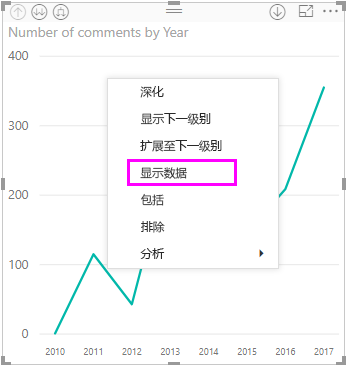 Number of comments by Year
400
300
200
100
0
深化
显示下一级别
扩展至下一级别
显示数据
包括
排除
分析
2010 2011 2012 2013 2014 2015 2016 2017